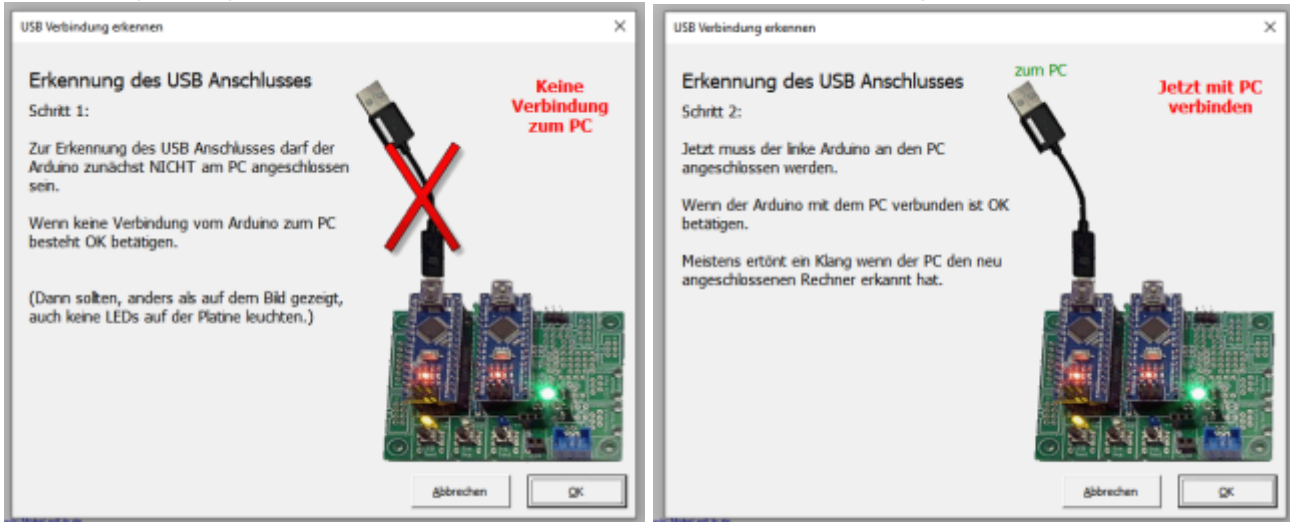 USB Verbindung erkennen
Erkennung des USB Anschlusses
Keine
Verbindung
zum PC
Schritt 1:
Zur Erkennung des USB Anschlusses darf der
Arduino zunächst NICHT am PC angeschlossen
sein.
Wenn keine Verbindung vom Arduino zum PC
besteht OK betätigen.
(Dann sollten, anders als auf dem Bild gezeigt,
auch keine LEDs auf der Platine leuchten.)
Abbrechen
OK
USB Verbindung erkennen
zum PC
Erkennung des USB Anschlusses
Jetzt mit PC
verbinden
Schritt 2:
Jetzt muss der linke Arduino an den PC
angeschlossen werden.
Wenn der Arduino mit dem PC verbunden ist OK
betätigen.
Meistens ertönt ein Klang wenn der PC den neu
angeschlossenen Rechner erkannt hat.
Abbrechen
OK